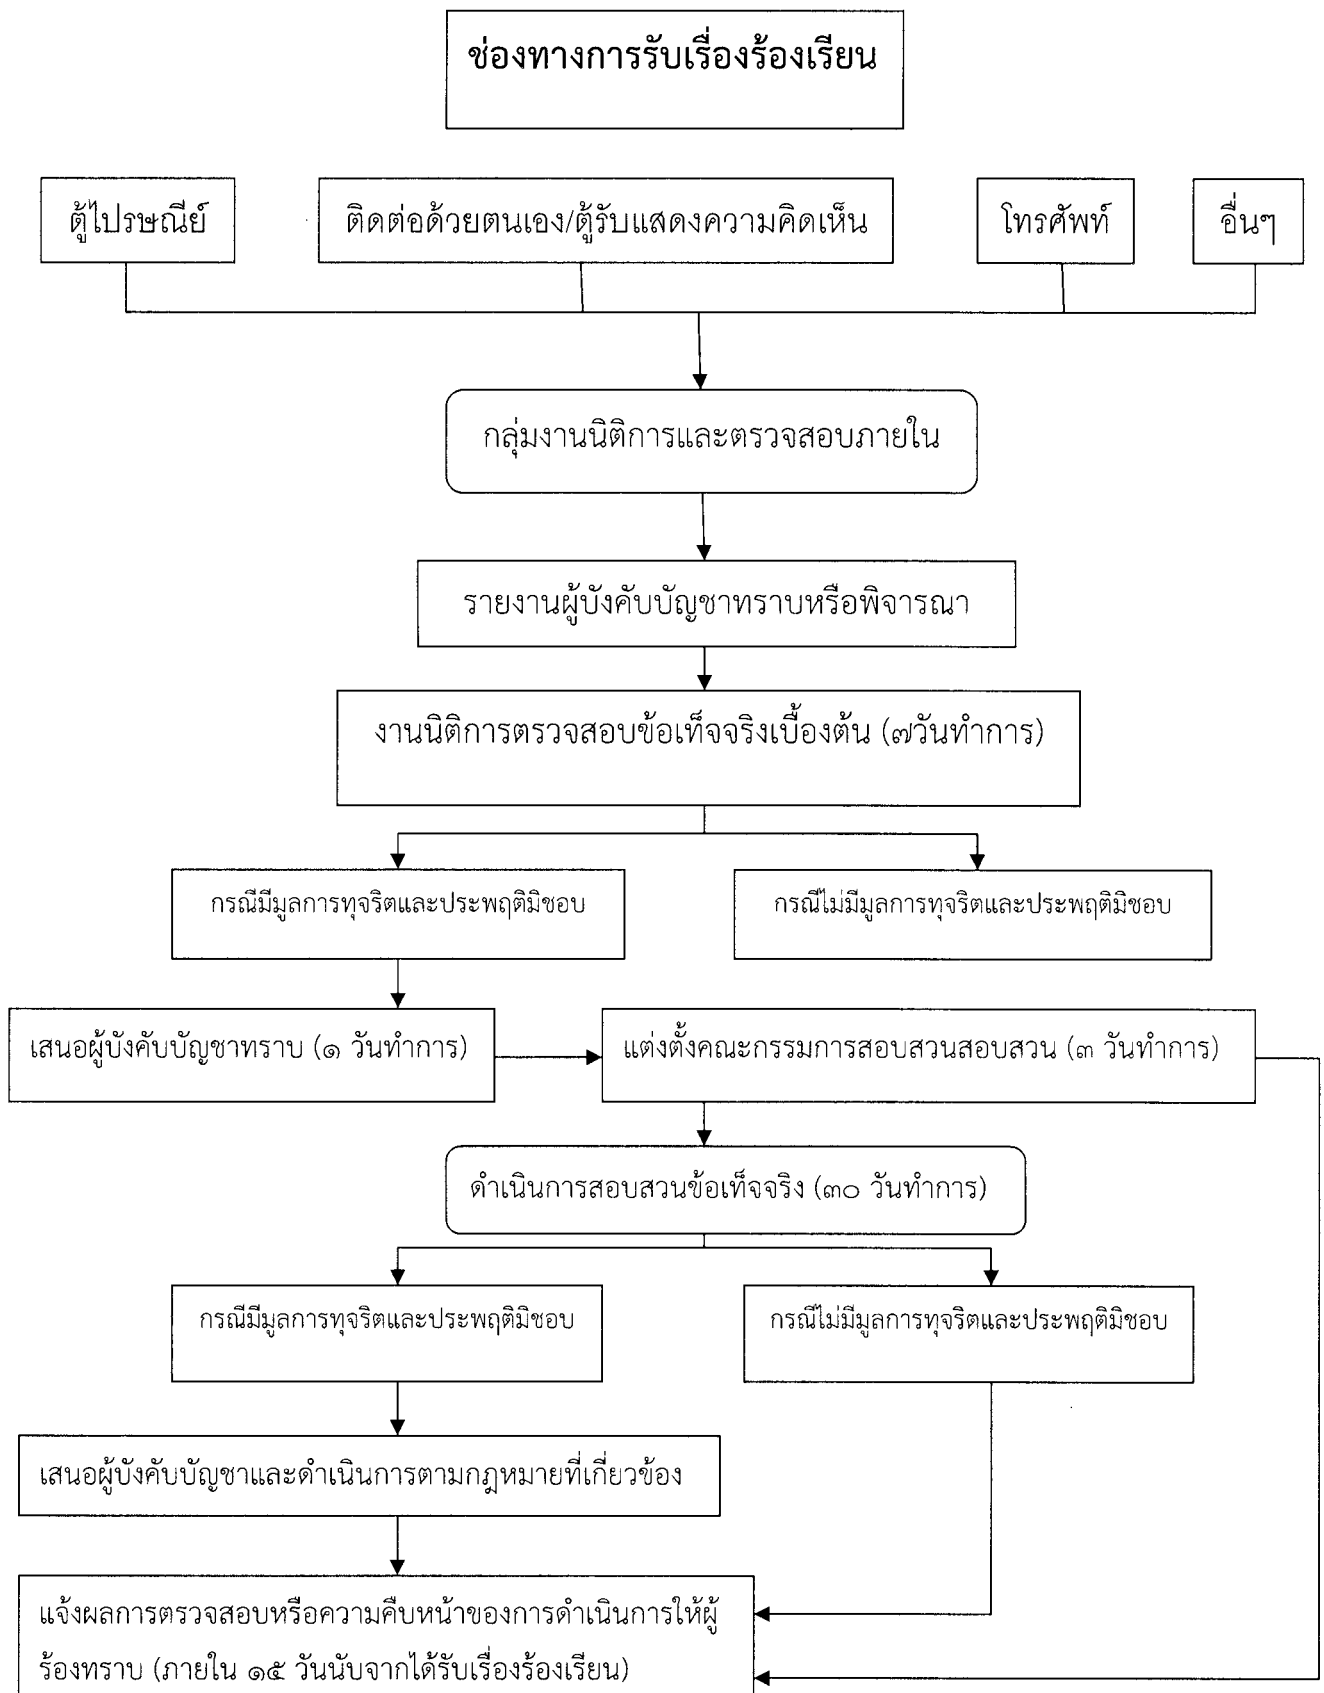 ช่องทางการรับเรื่องร้องเรียน
ตู้ไปรษณีย์
ติดต่อด้วยตนเอง/ตู้รับแสดงความคิดเห็น
โทรศัพท์
อื่นๆ
กลุ่มงานนิติการและตรวจสอบภายใน
รายงานผู้บังคับบัญชาทราบหรือพิจารณา
งานนิติการตรวจสอบข้อเท็จจริงเบื้องต้น (๗วันทำการ)
กรณีมีมูลการทุจริตและประพฤติมิชอบ
กรณีไม่มีมูลการทุจริตและประพฤติมิชอบ
เสนอผู้บังคับบัญชาทราบ (๑ วันทำการ)
แต่งตั้งคณะกรรมการสอบสวนสอบสวน (๓ วันทำการ)
ดำเนินการสอบสวนข้อเท็จจริง (๓๐ วันทำการ)
กรณีมีมูลการทุจริตและประพฤติมิชอบ
กรณีไม่มีมูลการทุจริตและประพฤติมิชอบ
เสนอผู้บังคับบัญชาและดำเนินการตามกฎหมายที่เกี่ยวข้อง
แจ้งผลการตรวจสอบหรือความคืบหน้าของการดำเนินการให้ผู้
ร้องทราบ (ภายใน ๑๕ วันนับจากได้รับเรื่องร้องเรียน)